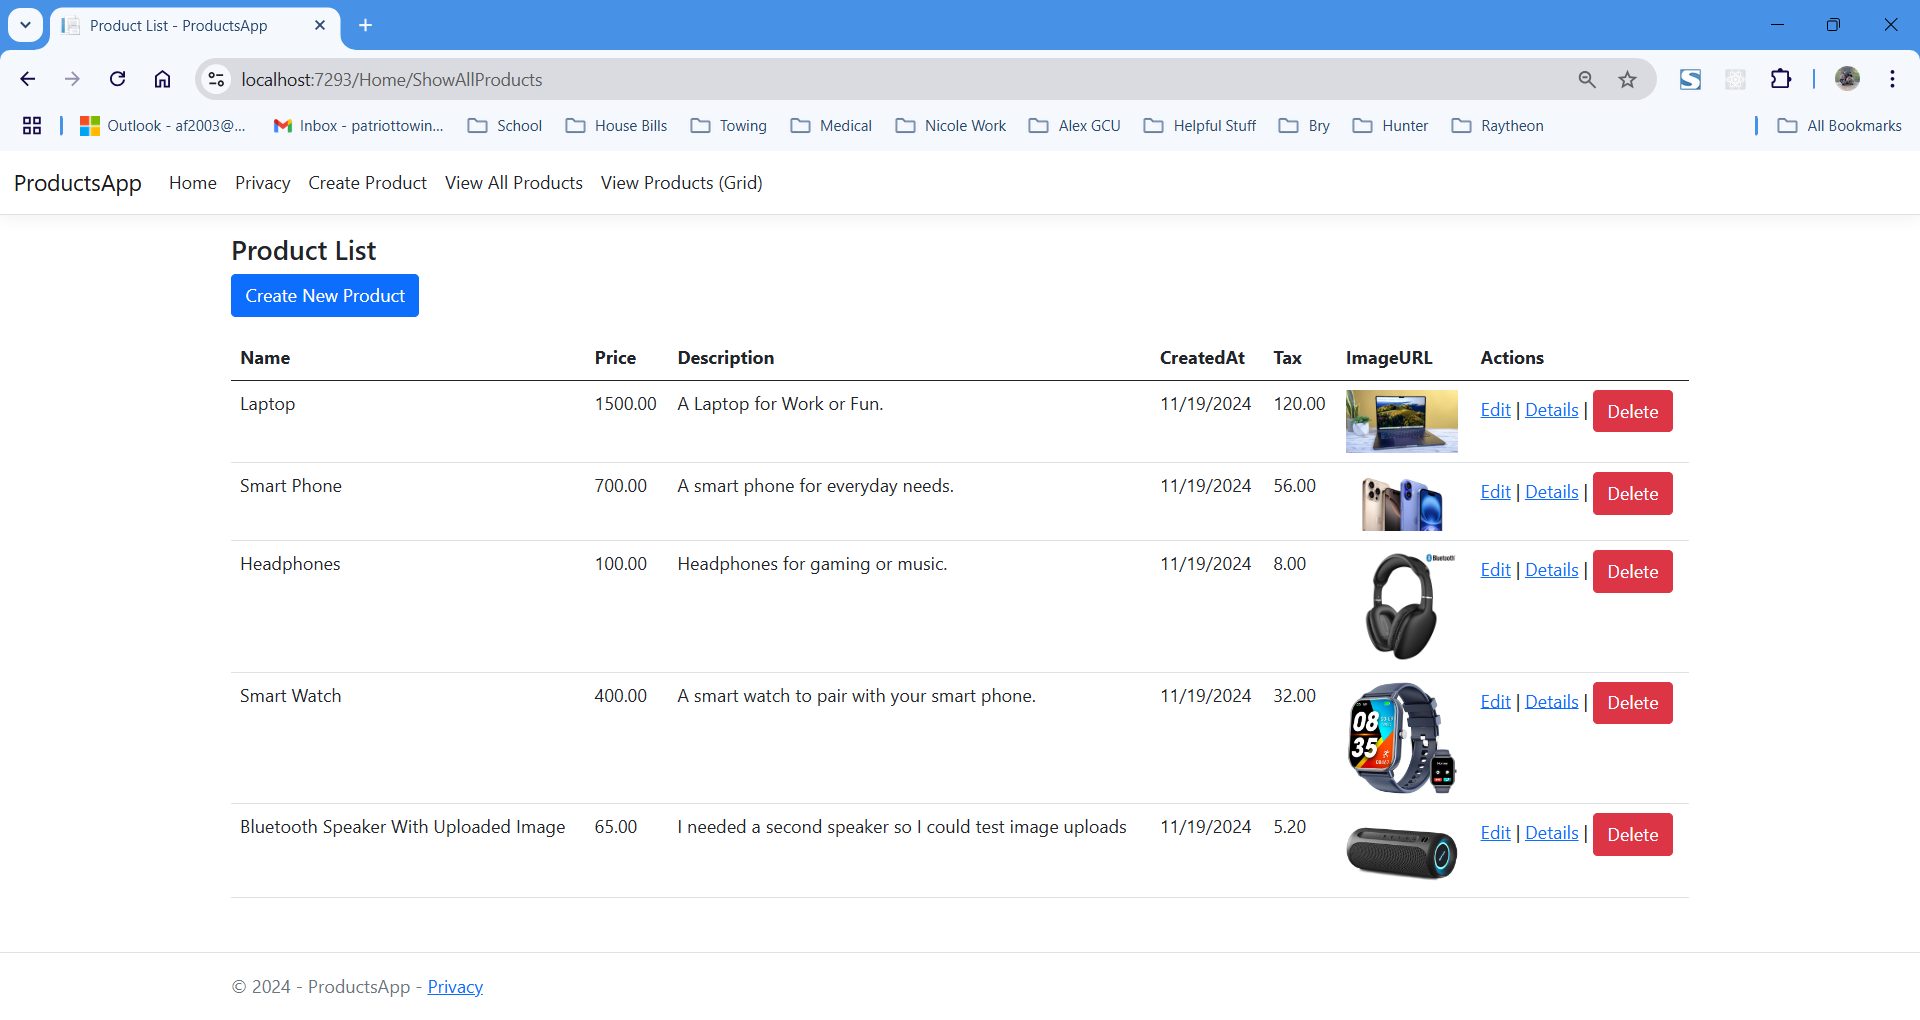 Product List - ProductsApp
localhost:7293/Home/ShowAllProducts
Outlook - af2003@... Inbox - patriottowin... School House Bills Towing Medical Nicole Work Alex GCU Helpful Stuff Bry Hunter Raytheon All Bookmarks
ProductsApp Home Privacy Create Product View All Products View Products (Grid)
Product List
Create New Product
Name Price Description CreatedAt Tax ImageURL Actions
Laptop 1500.00 A Laptop for Work or Fun. 11/19/2024 120.00 Edit | Details | Delete
Smart Phone 700.00 A smart phone for everyday needs. 11/19/2024 56.00 Edit | Details | Delete
Headphones 100.00 Headphones for gaming or music. 11/19/2024 8.00 Bluetooth Edit | Details | Delete
Smart Watch 400.00 A smart watch to pair with your smart phone. 11/19/2024 32.00 Edit | Details | Delete
08
35
Bluetooth Speaker With Uploaded Image 65.00 I needed a second speaker so I could test image uploads 11/19/2024 5.20 Edit | Details | Delete
© 2024 - ProductsApp - Privacy